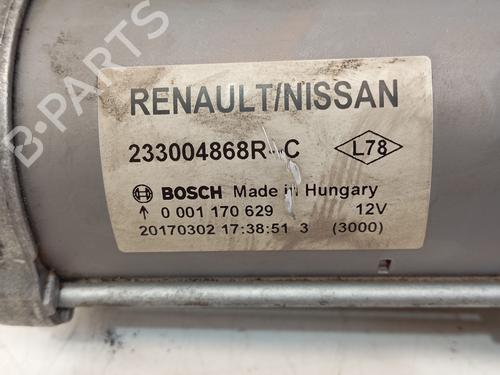 RENAULT/NISSAN
233004868R--C L78
BOSCH Made in Hungary
↑ 0 001 170 629 12V
20170302 17:38:51 3 (3000)
B-PARTS